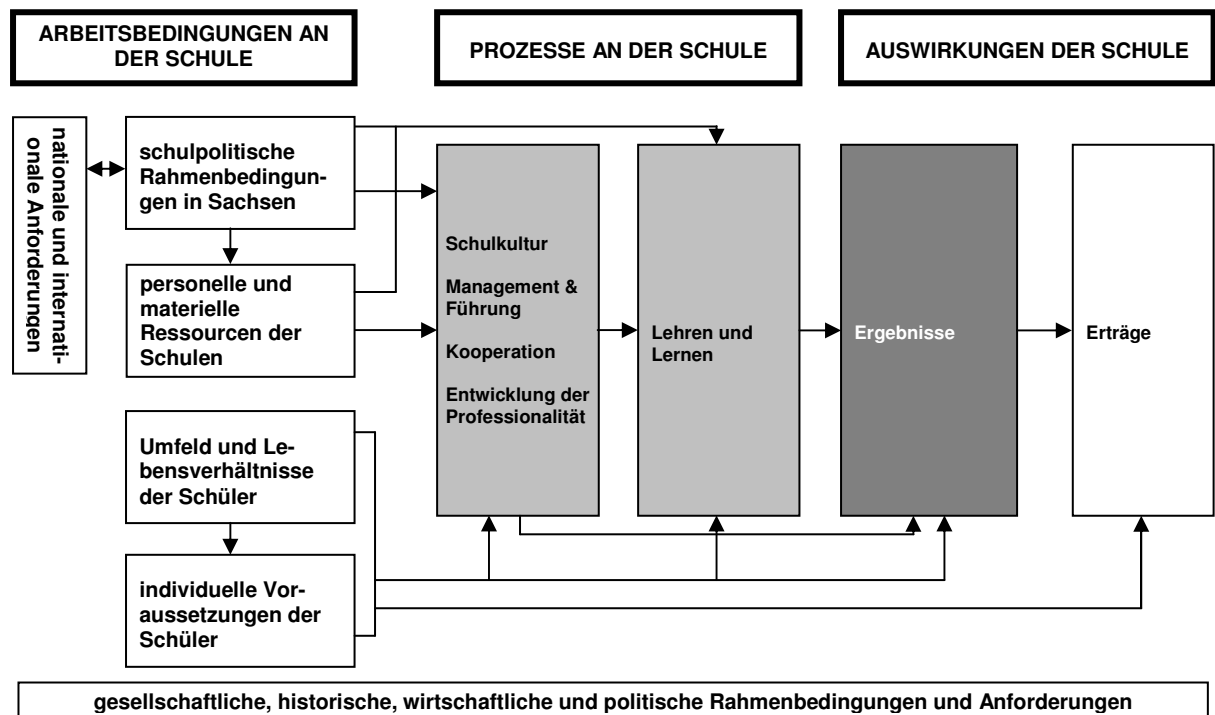 ARBEITSBEDINGUNGEN AN
DER SCHULE
PROZESSE AN DER SCHULE
AUSWIRKUNGEN DER SCHULE
nationale und internati-
onale Anforderungen
schulpolitische
Rahmenbedingun-
gen in Sachsen
personelle und
materielle
Ressourcen der
Schulen
Umfeld und Le-
bensverhältnisse
der Schüler
individuelle Vor-
aussetzungen der
Schüler
Schulkultur
Management &
Führung
Kooperation
Entwicklung der
Professionalität
Lehren und
Lernen
Ergebnisse
Erträge
gesellschaftliche, historische, wirtschaftliche und politische Rahmenbedingungen und Anforderungen